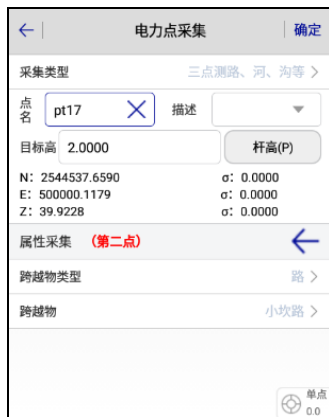 电力点采集 确定
采集类型 三点测路、河、沟等
点名 pt17 描述
目标高 2.0000 杆高(P)
N: 2544537.6590 σ: 0.0000
E: 500000.1179 σ: 0.0000
Z: 39.9228 σ: 0.0000
属性采集 (第二点)
跨越物类型 路
跨越物 小坎路
单点
0.0